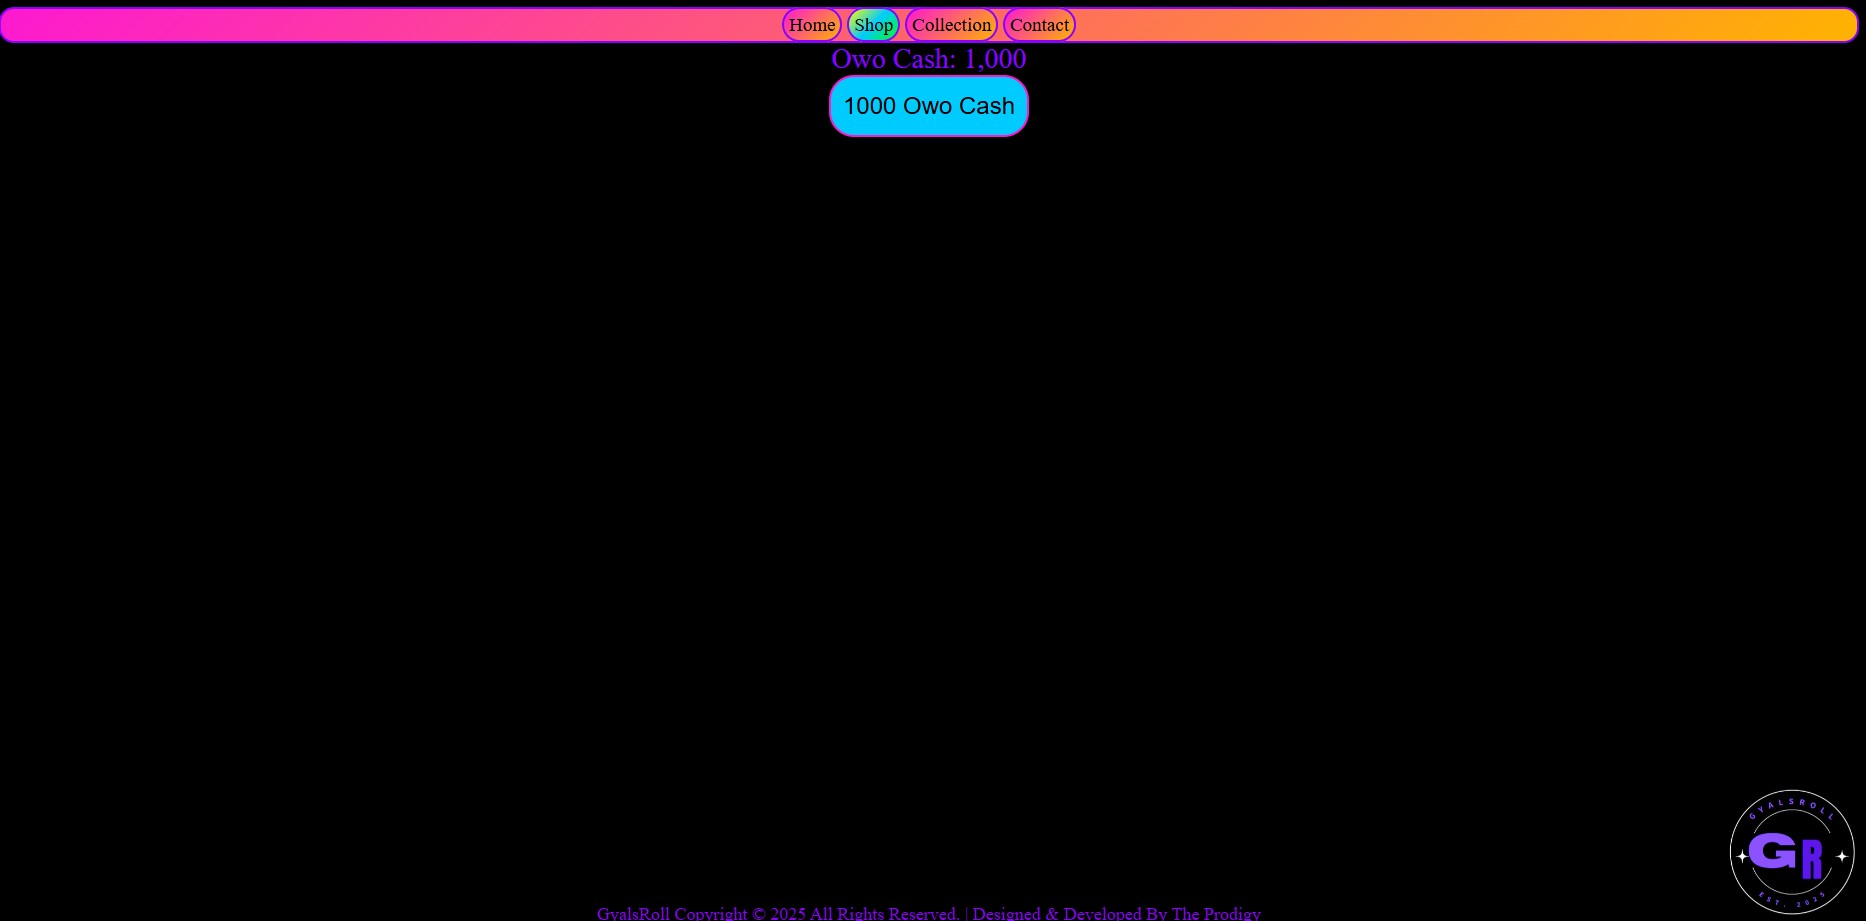 Home Shop Collection Contact
Owo Cash: 1,000
1000 Owo Cash
GYALSROLL
GR
EST. 2025
GyalsRoll Copyright © 2025 All Rights Reserved. | Designed & Developed By The Prodigy